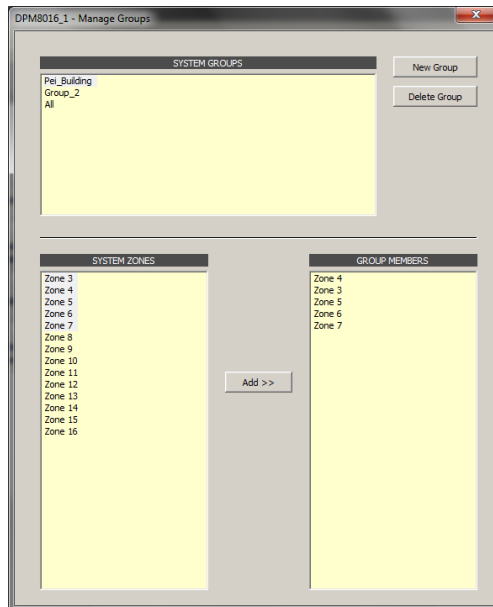 DPM8016_1 - Manage Groups
SYSTEM GROUPS
New Group
Pei_Building
Group_2
All
Delete Group
SYSTEM ZONES
GROUP MEMBERS
Zone 3
Zone 4
Zone 5
Zone 6
Zone 7
Zone 8
Zone 9
Zone 10
Zone 11
Zone 12
Zone 13
Zone 14
Zone 15
Zone 16
Add >>
Zone 4
Zone 3
Zone 5
Zone 6
Zone 7